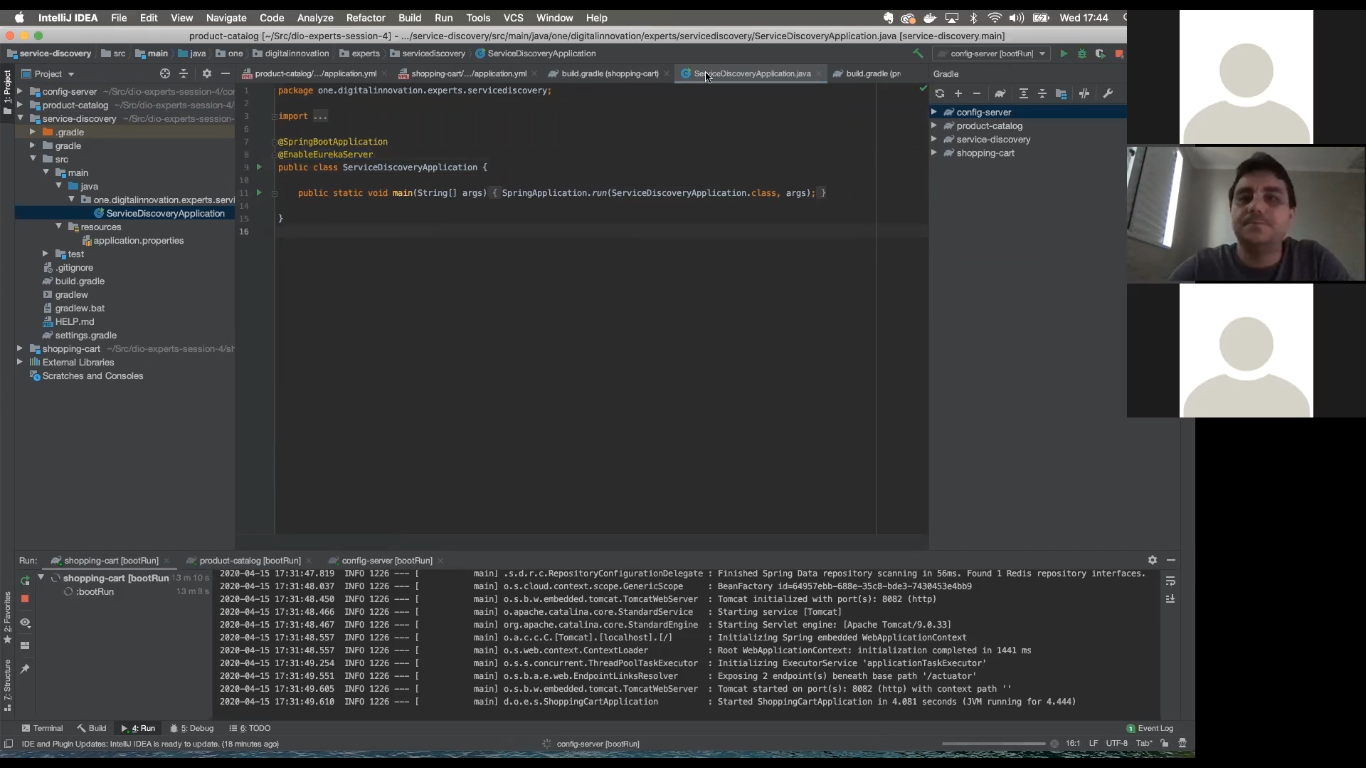 IntelliJ IDEA File Edit View Navigate Code Analyze Refactor Build Run Tools VCS Window Help Wed 17:44
product-catalog [~/Src/dio-experts-session-4] - .../service-discovery/src/main/java/one/digitalinnovation/experts/servicediscovery/ServiceDiscoveryApplication.java [service-discovery.main]
service-discovery src main java one digitalinnovation experts servicediscovery ServiceDiscoveryApplication config-server [bootRun]
1: Project
Project
product-catalog/.../application.yml shopping-cart/.../application.yml build.gradle (shopping-cart) ServiceDiscoveryApplication.java build.gradle (pr Gradle
config-server ~/Src/dio-experts-session-4/co
product-catalog ~/Src/dio-experts-session-4/
service-discovery ~/Src/dio-experts-session-
.gradle
gradle
src
main
java
one.digitalinnovation.experts.servi
ServiceDiscoveryApplication
resources
application.properties
test
.gitignore
build.gradle
gradlew
gradlew.bat
HELP.md
settings.gradle
shopping-cart ~/Src/dio-experts-session-4/sh
External Libraries
Scratches and Consoles
1 package one.digitalinnovation.experts.servicediscovery;
2
3 import ...
6
7 @SpringBootApplication
8 @EnableEurekaServer
9 public class ServiceDiscoveryApplication {
10
11 public static void main(String[] args) { SpringApplication.run(ServiceDiscoveryApplication.class, args); }
14
15 }
16
config-server
product-catalog
service-discovery
shopping-cart
Run: shopping-cart [bootRun] product-catalog [bootRun] config-server [bootRun]
shopping-cart [bootRun 13 m 10 s
:bootRun 13 m 9 s
2020-04-15 17:31:47.819 INFO 1226 --- [ main] .s.d.r.c.RepositoryConfigurationDelegate : Finished Spring Data repository scanning in 56ms. Found 1 Redis repository interfaces.
2020-04-15 17:31:48.037 INFO 1226 --- [ main] o.s.cloud.context.scope.GenericScope : BeanFactory id=64957bbb-688e-35c8-bde3-7430453e4bb9
2020-04-15 17:31:48.450 INFO 1226 --- [ main] o.s.b.w.embedded.tomcat.TomcatWebServer : Tomcat initialized with port(s): 8082 (http)
2020-04-15 17:31:48.466 INFO 1226 --- [ main] o.apache.catalina.core.StandardService : Starting service [Tomcat]
2020-04-15 17:31:48.467 INFO 1226 --- [ main] org.apache.catalina.core.StandardEngine : Starting Servlet engine: [Apache Tomcat/9.0.33]
2020-04-15 17:31:48.557 INFO 1226 --- [ main] o.a.c.c.C.[Tomcat].[localhost].[/] : Initializing Spring embedded WebApplicationContext
2020-04-15 17:31:48.557 INFO 1226 --- [ main] o.s.web.context.ContextLoader : Root WebApplicationContext: initialization completed in 1441 ms
2020-04-15 17:31:49.254 INFO 1226 --- [ main] o.s.s.concurrent.ThreadPoolTaskExecutor : Initializing ExecutorService 'applicationTaskExecutor'
2020-04-15 17:31:49.551 INFO 1226 --- [ main] o.s.b.a.e.web.EndpointLinksResolver : Exposing 2 endpoint(s) beneath base path '/actuator'
2020-04-15 17:31:49.605 INFO 1226 --- [ main] o.s.b.w.embedded.tomcat.TomcatWebServer : Tomcat started on port(s): 8082 (http) with context path ''
2020-04-15 17:31:49.610 INFO 1226 --- [ main] d.o.e.s.ShoppingCartApplication : Started ShoppingCartApplication in 4.081 seconds (JVM running for 4.444)
2: Favorites
7: Structure
Terminal Build 4: Run 5: Debug 6: TODO 1 Event Log
IDE and Plugin Updates: IntelliJ IDEA is ready to update. (18 minutes ago) config-server [bootRun] 16:1 LF UTF-8 Tab*